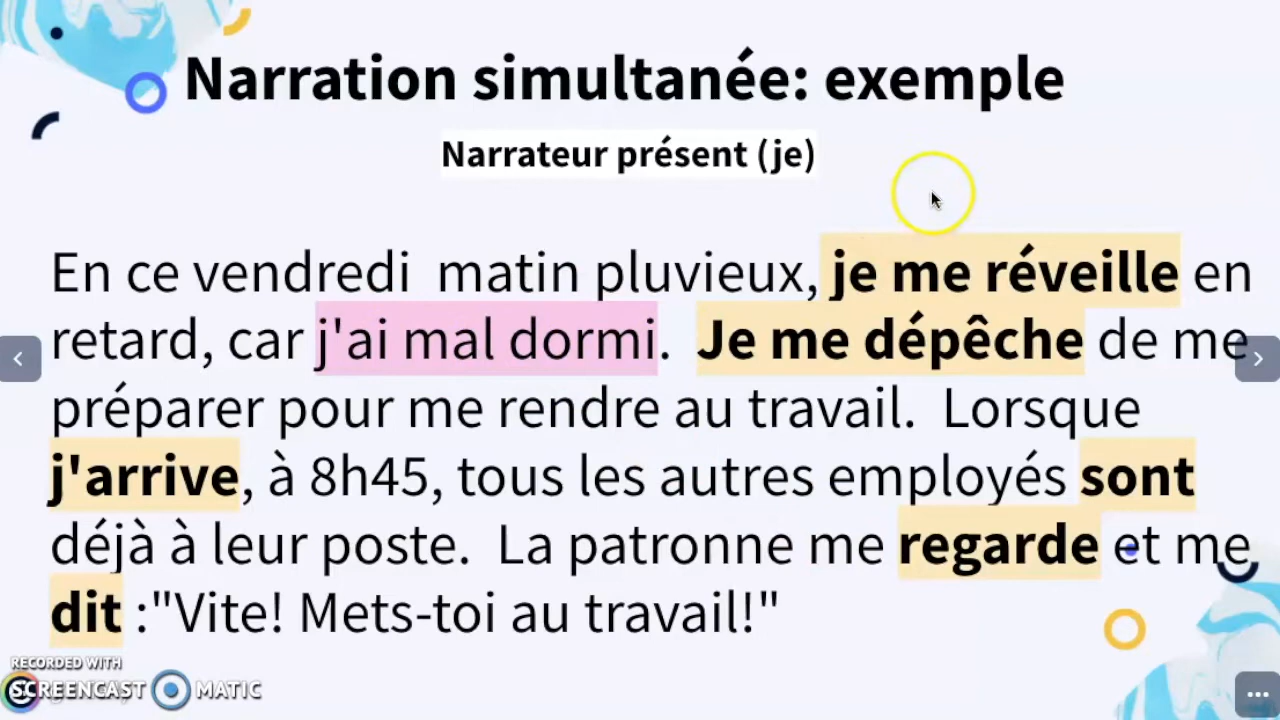 Narration simultanée: exemple
Narrateur présent (je)
En ce vendredi  matin pluvieux, je me réveille en
retard, car j'ai mal dormi.  Je me dépêche de me
préparer pour me rendre au travail.  Lorsque
j'arrive, à 8h45, tous les autres employés sont
déjà à leur poste.  La patronne me regarde et me
dit :"Vite! Mets-toi au travail!"
RECORDED WITH
SCREENCAST MATIC